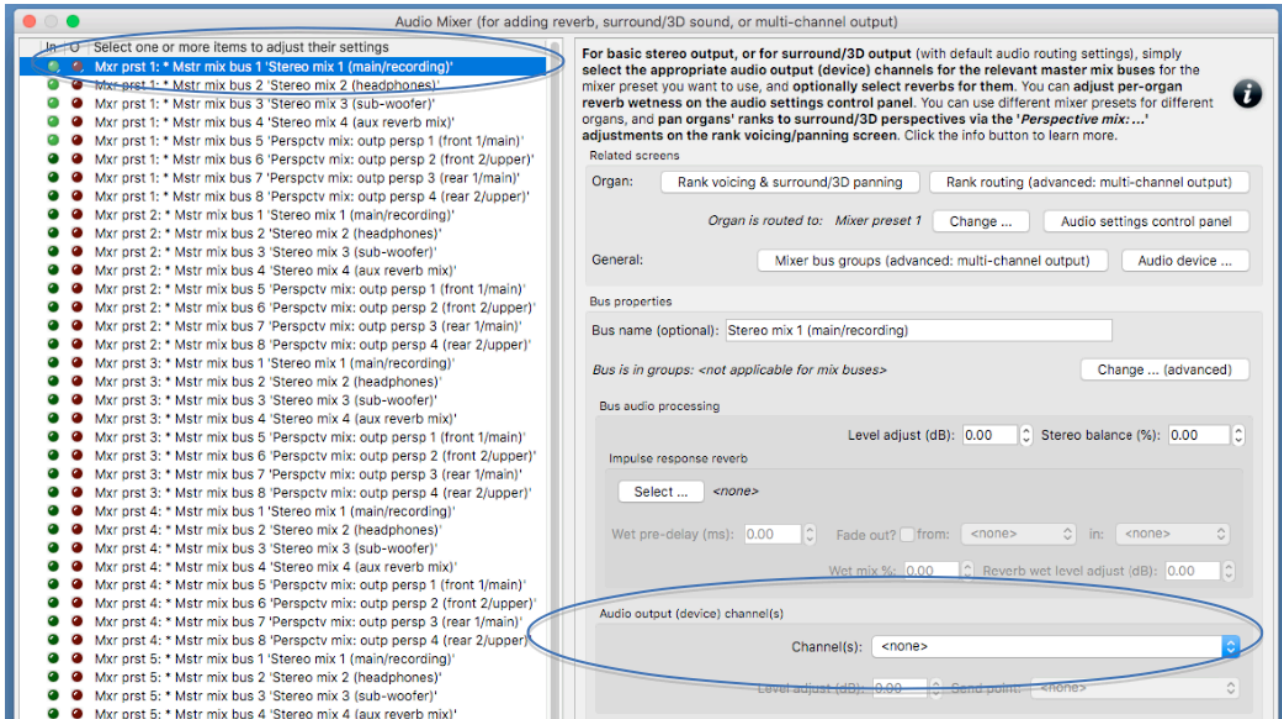 Audio Mixer (for adding reverb, surround/3D sound, or multi-channel output)
In O Select one or more items to adjust their settings
Mxr prst 1: * Mstr mix bus 1 'Stereo mix 1 (main/recording)'
Mxr prst 1: * Mstr mix bus 2 'Stereo mix 2 (headphones)'
Mxr prst 1: * Mstr mix bus 3 'Stereo mix 3 (sub-woofer)'
Mxr prst 1: * Mstr mix bus 4 'Stereo mix 4 (aux reverb mix)'
Mxr prst 1: * Mstr mix bus 5 'Perspctv mix: outp persp 1 (front 1/main)'
Mxr prst 1: * Mstr mix bus 6 'Perspctv mix: outp persp 2 (front 2/upper)'
Mxr prst 1: * Mstr mix bus 7 'Perspctv mix: outp persp 3 (rear 1/main)'
Mxr prst 1: * Mstr mix bus 8 'Perspctv mix: outp persp 4 (rear 2/upper)'
Mxr prst 2: * Mstr mix bus 1 'Stereo mix 1 (main/recording)'
Mxr prst 2: * Mstr mix bus 2 'Stereo mix 2 (headphones)'
Mxr prst 2: * Mstr mix bus 3 'Stereo mix 3 (sub-woofer)'
Mxr prst 2: * Mstr mix bus 4 'Stereo mix 4 (aux reverb mix)'
Mxr prst 2: * Mstr mix bus 5 'Perspctv mix: outp persp 1 (front 1/main)'
Mxr prst 2: * Mstr mix bus 6 'Perspctv mix: outp persp 2 (front 2/upper)'
Mxr prst 2: * Mstr mix bus 7 'Perspctv mix: outp persp 3 (rear 1/main)'
Mxr prst 2: * Mstr mix bus 8 'Perspctv mix: outp persp 4 (rear 2/upper)'
Mxr prst 3: * Mstr mix bus 1 'Stereo mix 1 (main/recording)'
Mxr prst 3: * Mstr mix bus 2 'Stereo mix 2 (headphones)'
Mxr prst 3: * Mstr mix bus 3 'Stereo mix 3 (sub-woofer)'
Mxr prst 3: * Mstr mix bus 4 'Stereo mix 4 (aux reverb mix)'
Mxr prst 3: * Mstr mix bus 5 'Perspctv mix: outp persp 1 (front 1/main)'
Mxr prst 3: * Mstr mix bus 6 'Perspctv mix: outp persp 2 (front 2/upper)'
Mxr prst 3: * Mstr mix bus 7 'Perspctv mix: outp persp 3 (rear 1/main)'
Mxr prst 3: * Mstr mix bus 8 'Perspctv mix: outp persp 4 (rear 2/upper)'
Mxr prst 4: * Mstr mix bus 1 'Stereo mix 1 (main/recording)'
Mxr prst 4: * Mstr mix bus 2 'Stereo mix 2 (headphones)'
Mxr prst 4: * Mstr mix bus 3 'Stereo mix 3 (sub-woofer)'
Mxr prst 4: * Mstr mix bus 4 'Stereo mix 4 (aux reverb mix)'
Mxr prst 4: * Mstr mix bus 5 'Perspctv mix: outp persp 1 (front 1/main)'
Mxr prst 4: * Mstr mix bus 6 'Perspctv mix: outp persp 2 (front 2/upper)'
Mxr prst 4: * Mstr mix bus 7 'Perspctv mix: outp persp 3 (rear 1/main)'
Mxr prst 4: * Mstr mix bus 8 'Perspctv mix: outp persp 4 (rear 2/upper)'
Mxr prst 5: * Mstr mix bus 1 'Stereo mix 1 (main/recording)'
Mxr prst 5: * Mstr mix bus 2 'Stereo mix 2 (headphones)'
Mxr prst 5: * Mstr mix bus 3 'Stereo mix 3 (sub-woofer)'
Mxr prst 5: * Mstr mix bus 4 'Stereo mix 4 (aux reverb mix)'
For basic stereo output, or for surround/3D output (with default audio routing settings), simply
select the appropriate audio output (device) channels for the relevant master mix buses for the
mixer preset you want to use, and optionally select reverbs for them. You can adjust per-organ
reverb wetness on the audio settings control panel. You can use different mixer presets for different
organs, and pan organs' ranks to surround/3D perspectives via the 'Perspective mix: ...'
adjustments on the rank voicing/panning screen. Click the info button to learn more.
Related screens
Organ: Rank voicing & surround/3D panning Rank routing (advanced: multi-channel output)
Organ is routed to: Mixer preset 1 Change ... Audio settings control panel
General: Mixer bus groups (advanced: multi-channel output) Audio device ...
Bus properties
Bus name (optional): Stereo mix 1 (main/recording)
Bus is in groups: <not applicable for mix buses> Change ... (advanced)
Bus audio processing
Level adjust (dB): 0.00 Stereo balance (%): 0.00
Impulse response reverb
Select ... <none>
Wet pre-delay (ms): 0.00 Fade out? from: <none> in: <none>
Wet mix %: 0.00 Reverb wet level adjust (dB): 0.00
Audio output (device) channel(s)
Channel(s): <none>
Level adjust (dB): 0.00 Send point: <none>